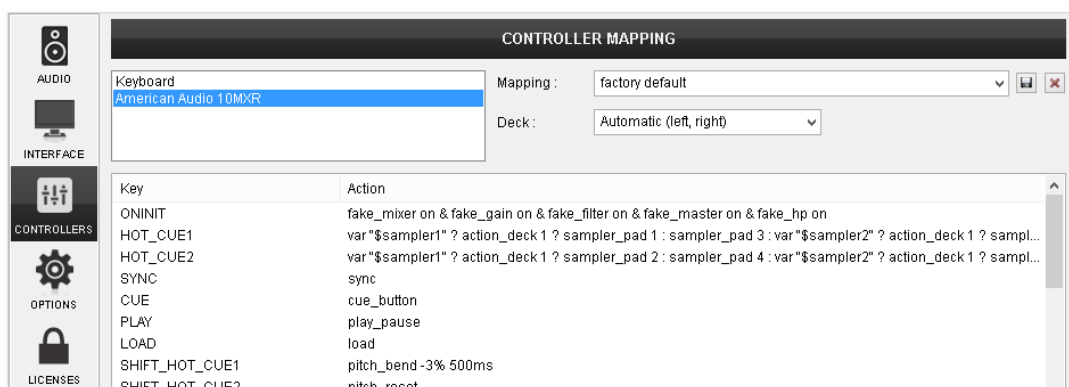 CONTROLLER MAPPING
AUDIO
INTERFACE
CONTROLLERS
OPTIONS
LICENSES
Keyboard
American Audio 10MXR
Mapping : factory default
Deck : Automatic (left, right)
Key Action
ONINIT fake_mixer on & fake_gain on & fake_filter on & fake_master on & fake_hp on
HOT_CUE1 var "$sampler1" ? action_deck 1 ? sampler_pad 1 : sampler_pad 3 : var "$sampler2" ? action_deck 1 ? sampl...
HOT_CUE2 var "$sampler1" ? action_deck 1 ? sampler_pad 2 : sampler_pad 4 : var "$sampler2" ? action_deck 1 ? sampl...
SYNC sync
CUE cue_button
PLAY play_pause
LOAD load
SHIFT_HOT_CUE1 pitch_bend -3% 500ms
SHIFT_HOT_CUE2 pitch_reset